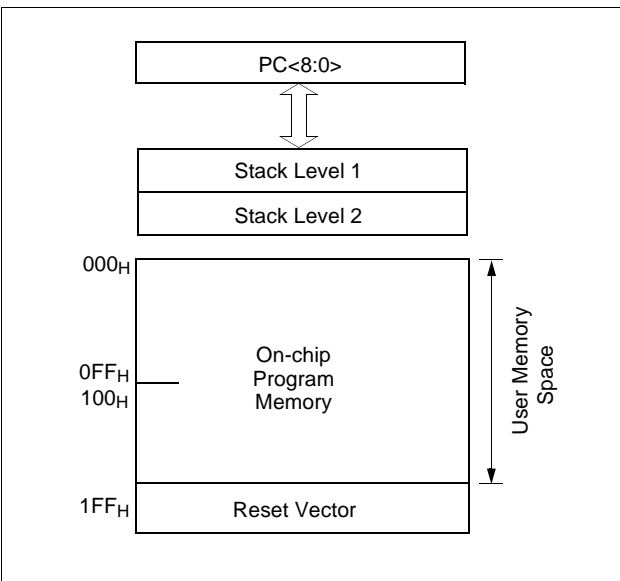 PC<8:0>
Stack Level 1
Stack Level 2
000H
On-chip
Program
Memory
0FFH
100H
User Memory
Space
1FFH
Reset Vector